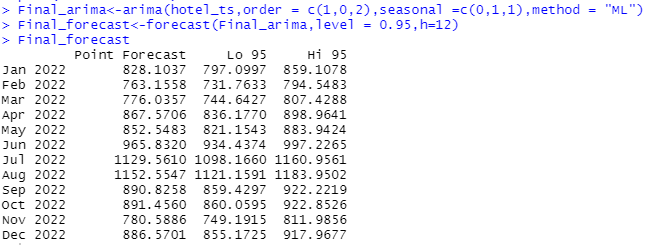 > Final_arima<-arima(hotel_ts,order = c(1,0,2),seasonal =c(0,1,1),method = "ML")
> Final_forecast<-forecast(Final_arima,level = 0.95,h=12)
> Final_forecast
         Point Forecast     Lo 95     Hi 95
Jan 2022       828.1037  797.0997  859.1078
Feb 2022       763.1558  731.7633  794.5483
Mar 2022       776.0357  744.6427  807.4288
Apr 2022       867.5706  836.1770  898.9641
May 2022       852.5483  821.1543  883.9424
Jun 2022       965.8320  934.4374  997.2265
Jul 2022      1129.5610 1098.1660 1160.9561
Aug 2022      1152.5547 1121.1591 1183.9502
Sep 2022       890.8258  859.4297  922.2219
Oct 2022       891.4560  860.0595  922.8526
Nov 2022       780.5886  749.1915  811.9856
Dec 2022       886.5701  855.1725  917.9677